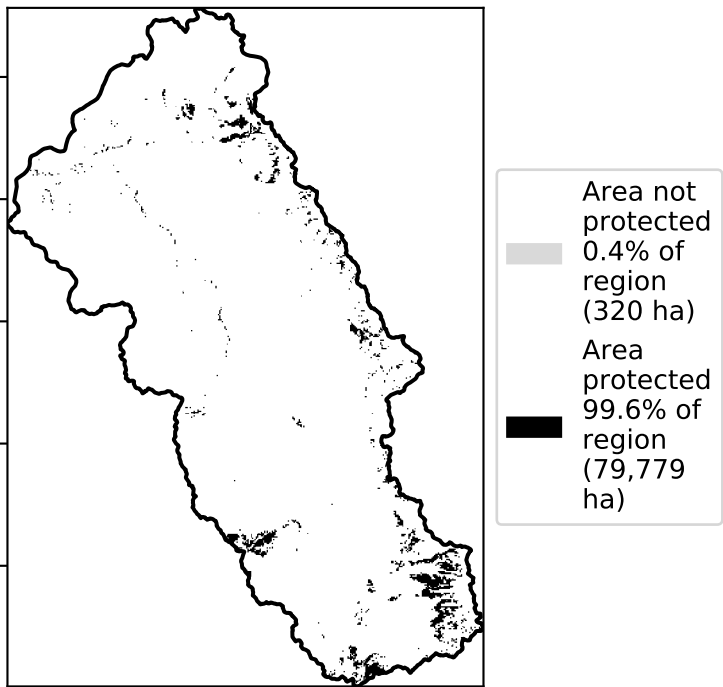 Area not
protected
0.4% of
region
(320 ha)
Area
protected
99.6% of
region
(79,779
ha)